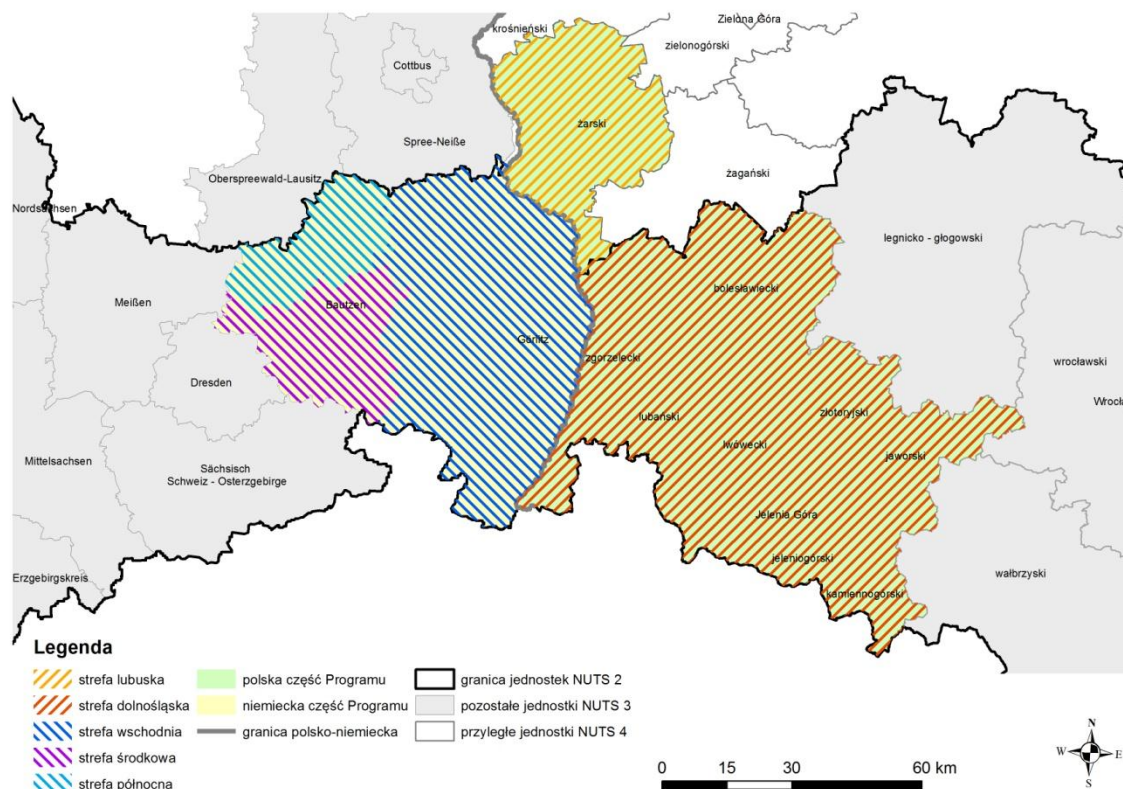 krośnieński
Zielona Góra
zielonogórski
Cottbus
żarski
Spree-Neiße
Oberspreewald-Lausitz
żagański
Nordsachsen
legnicko - głogowski
bolesławiecki
Meißen
Bautzen
Görlitz
zgorzelecki
wrocławski
Dresden
Wrocła
lubański
złotoryjski
lwówecki
jaworski
Mittelsachsen
Sächsisch
Schweiz - Osterzgebirge
Jelenia Góra
jeleniogórski
Erzgebirgskreis
wałbrzyski
kamiennogórski
Legenda
strefa lubuska
polska część Programu
granica jednostek NUTS 2
strefa dolnośląska
niemiecka część Programu
pozostałe jednostki NUTS 3
strefa wschodnia
granica polsko-niemiecka
przyległe jednostki NUTS 4
strefa środkowa
strefa północna
0 15 30 60 km
N
W E
S